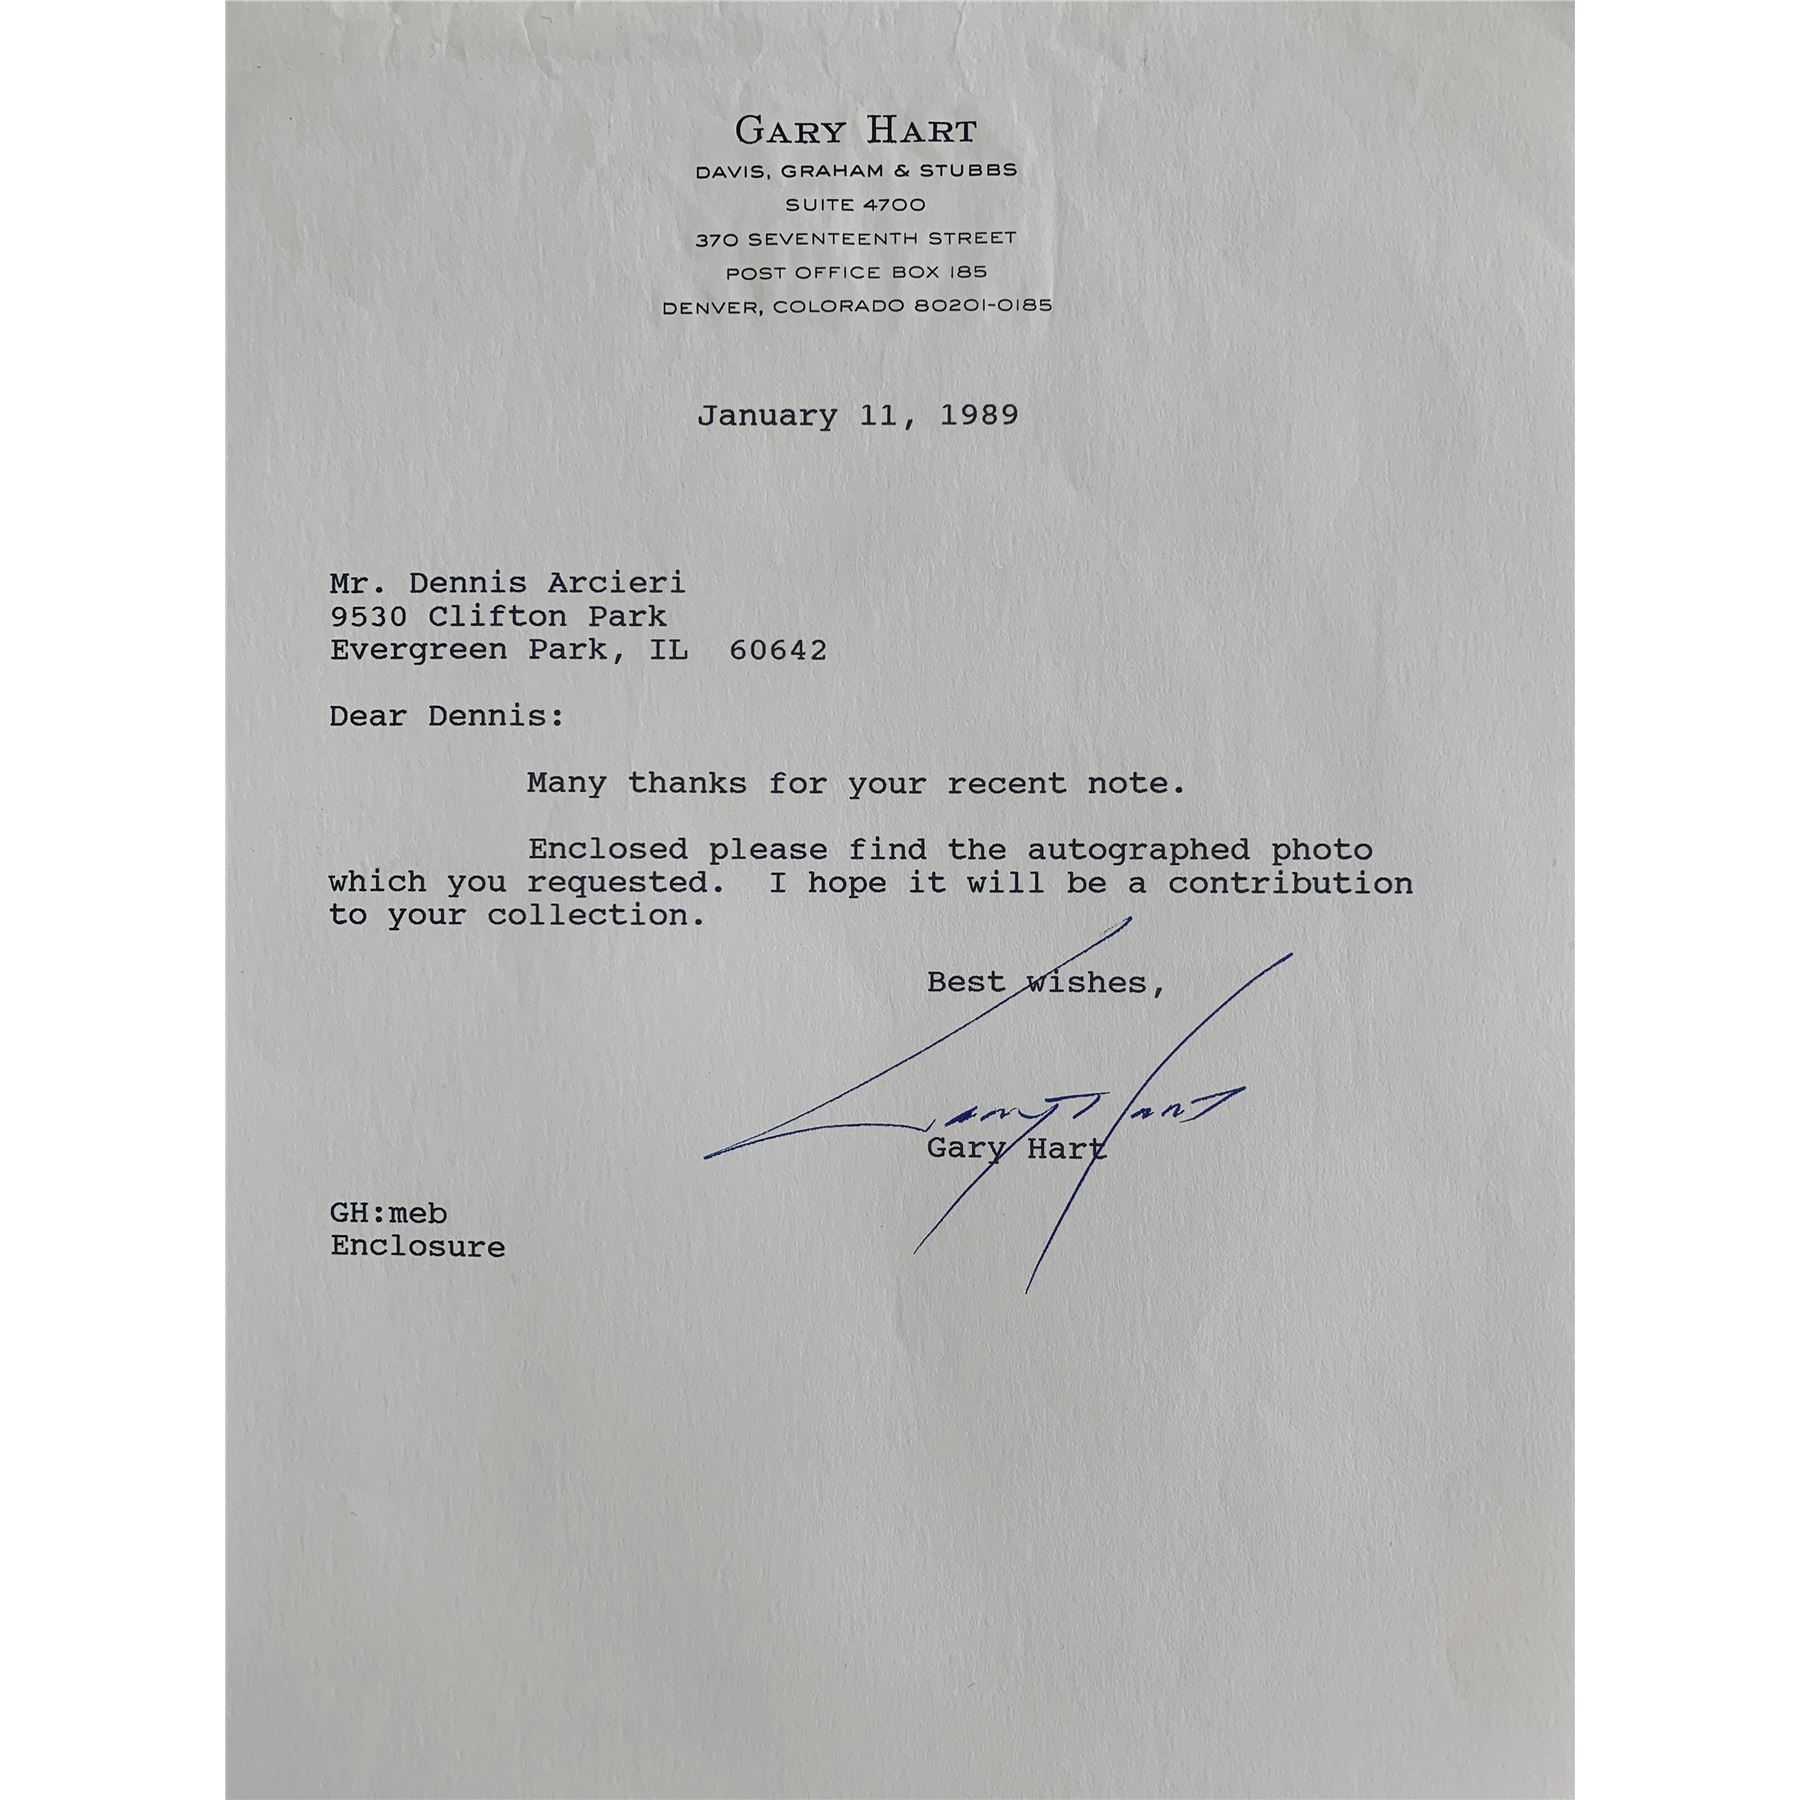 GARY HART
DAVIS, GRAHAM & STUBBS
SUITE 4700
370 SEVENTEENTH STREET
POST OFFICE BOX 185
DENVER, COLORADO 80201-0185
January 11, 1989
Mr. Dennis Arcieri
9530 Clifton Park
Evergreen Park, IL  60642
Dear Dennis:
Many thanks for your recent note.
Enclosed please find the autographed photo
which you requested.  I hope it will be a contribution
to your collection.
Best wishes,
Gary Hart
Gary Hart
GH:meb
Enclosure